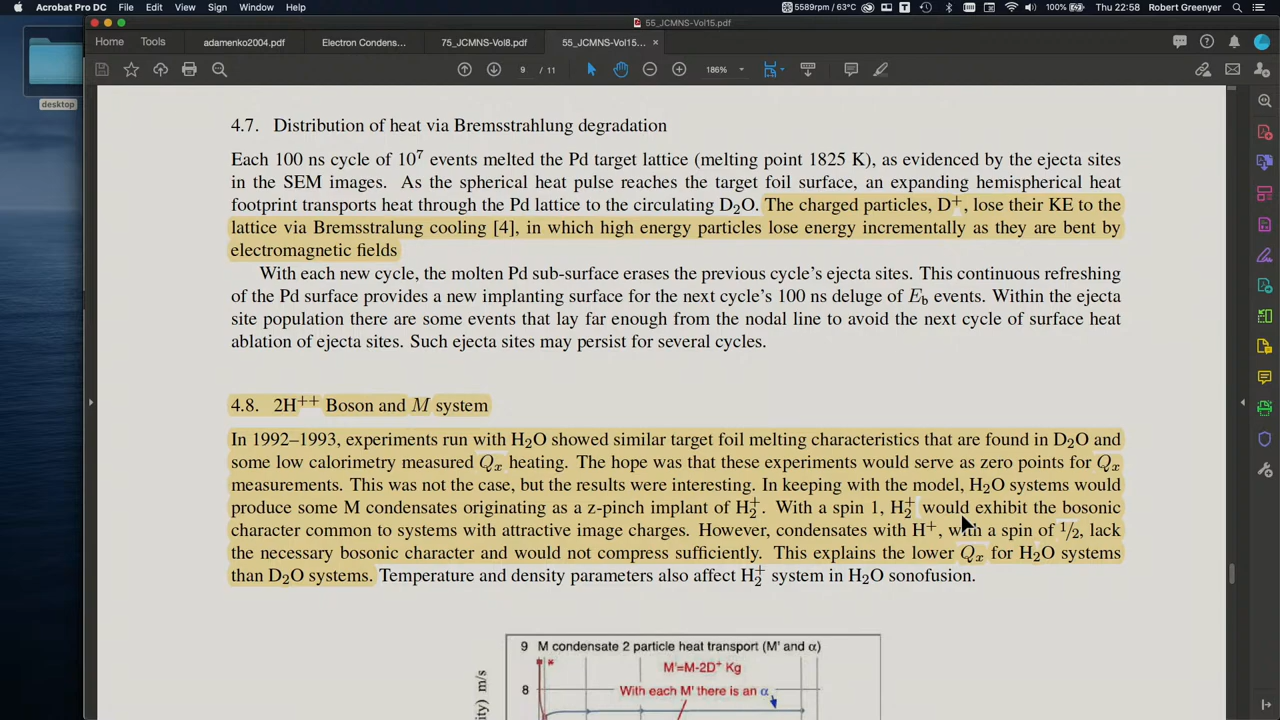 Acrobat Pro DC File Edit View Sign Window Help 5589rpm / 63°C 100% Thu 22:58 Robert Greenyer
55_JCMNS-Vol15.pdf
Home Tools adamenko2004.pdf Electron Condens... 75_JCMNS-Vol8.pdf 55_JCMNS-Vol15... ×
9 / 11 186%
desktop
4.7. Distribution of heat via Bremsstrahlung degradation
Each 100 ns cycle of 10⁷ events melted the Pd target lattice (melting point 1825 K), as evidenced by the ejecta sites
in the SEM images. As the spherical heat pulse reaches the target foil surface, an expanding hemispherical heat
footprint transports heat through the Pd lattice to the circulating D₂O. The charged particles, D⁺, lose their KE to the
lattice via Bremsstralung cooling [4], in which high energy particles lose energy incrementally as they are bent by
electromagnetic fields
With each new cycle, the molten Pd sub-surface erases the previous cycle's ejecta sites. This continuous refreshing
of the Pd surface provides a new implanting surface for the next cycle's 100 ns deluge of E_b events. Within the ejecta
site population there are some events that lay far enough from the nodal line to avoid the next cycle of surface heat
ablation of ejecta sites. Such ejecta sites may persist for several cycles.
4.8. 2H⁺⁺ Boson and M system
In 1992–1993, experiments run with H₂O showed similar target foil melting characteristics that are found in D₂O and
some low calorimetry measured Qₓ heating. The hope was that these experiments would serve as zero points for Qₓ
measurements. This was not the case, but the results were interesting. In keeping with the model, H₂O systems would
produce some M condensates originating as a z-pinch implant of H₂⁺. With a spin 1, H₂⁺ would exhibit the bosonic
character common to systems with attractive image charges. However, condensates with H⁺, with a spin of 1/2, lack
the necessary bosonic character and would not compress sufficiently. This explains the lower Qₓ for H₂O systems
than D₂O systems. Temperature and density parameters also affect H₂⁺ system in H₂O sonofusion.
9 M condensate 2 particle heat transport (M' and α)
M'=M-2D⁺ Kg
With each M' there is an α
8
ity) m/s